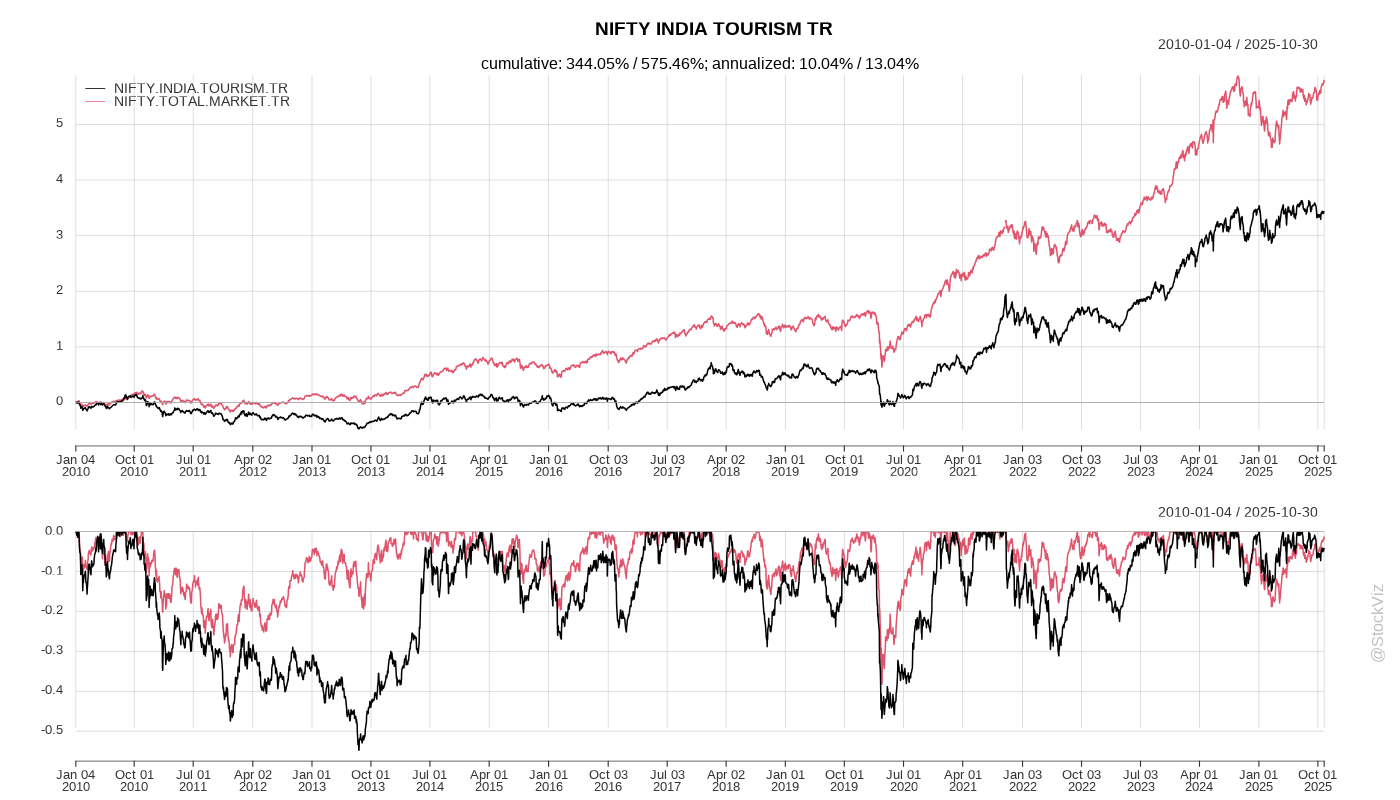 NIFTY INDIA TOURISM TR
2010-01-04 / 2025-10-30
cumulative: 344.05% / 575.46%; annualized: 10.04% / 13.04%
NIFTY.INDIA.TOURISM.TR
NIFTY.TOTAL.MARKET.TR
5
4
3
2
1
0
Jan 04 Oct 01 Jul 01 Apr 02 Jan 01 Oct 01 Jul 01 Apr 01 Jan 01 Oct 03 Jul 03 Apr 02 Jan 01 Oct 01 Jul 01 Apr 01 Jan 03 Oct 03 Jul 03 Apr 01 Jan 01 Oct 01
2010 2010 2011 2012 2013 2013 2014 2015 2016 2016 2017 2018 2019 2019 2020 2021 2022 2022 2023 2024 2025 2025
2010-01-04 / 2025-10-30
0.0
-0.1
-0.2
-0.3
-0.4
-0.5
Jan 04 Oct 01 Jul 01 Apr 02 Jan 01 Oct 01 Jul 01 Apr 01 Jan 01 Oct 03 Jul 03 Apr 02 Jan 01 Oct 01 Jul 01 Apr 01 Jan 03 Oct 03 Jul 03 Apr 01 Jan 01 Oct 01
2010 2010 2011 2012 2013 2013 2014 2015 2016 2016 2017 2018 2019 2019 2020 2021 2022 2022 2023 2024 2025 2025
@StockViz